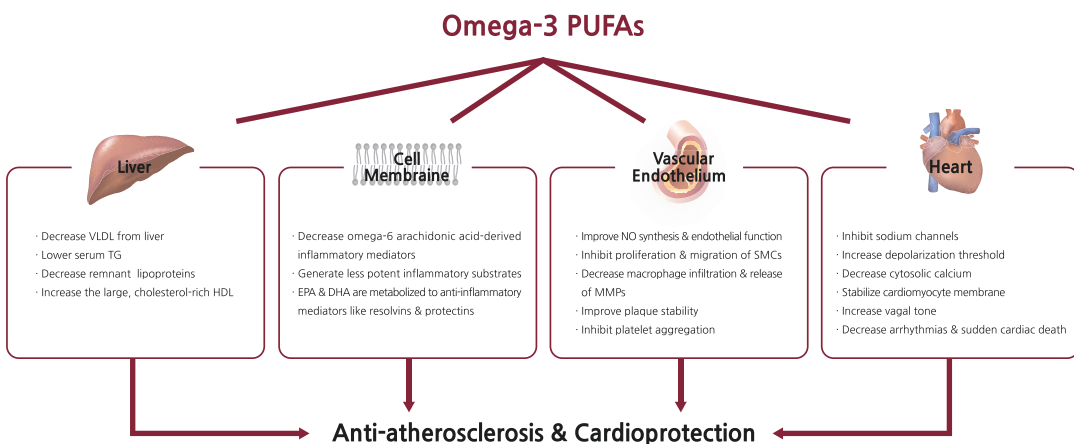 Omega-3 PUFAs
Liver
· Decrease VLDL from liver
· Lower serum TG
· Decrease remnant lipoproteins
· Increase the large, cholesterol-rich HDL
Cell
Membraine
· Decrease omega-6 arachidonic acid-derived
inflammatory mediators
· Generate less potent inflammatory substrates
· EPA & DHA are metabolized to anti-inflammatory
mediators like resolvins & protectins
Vascular
Endothelium
· Improve NO synthesis & endothelial function
· Inhibit proliferation & migration of SMCs
· Decrease macrophage infiltration & release
of MMPs
· Improve plaque stability
· Inhibit platelet aggregation
Heart
· Inhibit sodium channels
· Increase depolarization threshold
· Decrease cytosolic calcium
· Stabilize cardiomyocyte membrane
· Increase vagal tone
· Decrease arrhythmias & sudden cardiac death
Anti-atherosclerosis & Cardioprotection